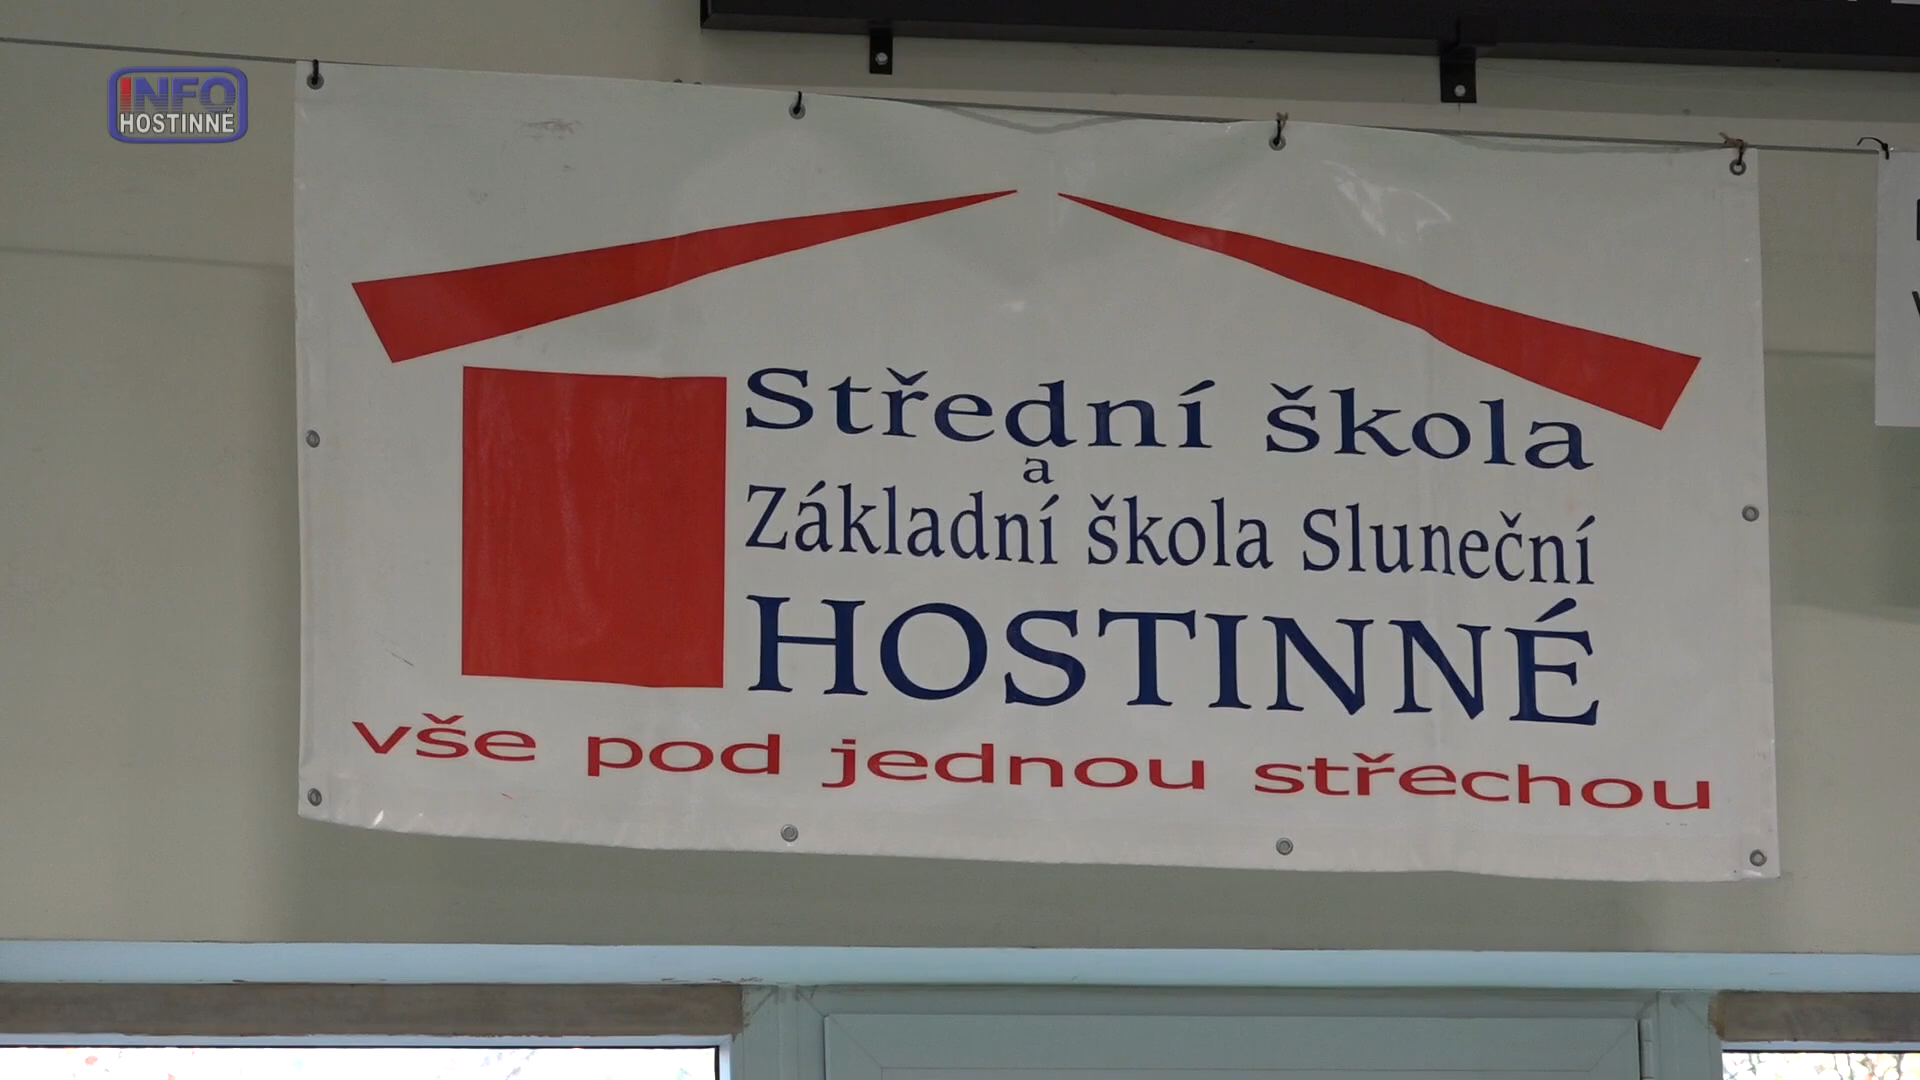 INFO
HOSTINNÉ
Střední škola
a
Základní škola Sluneční
HOSTINNÉ
vše pod jednou střechou